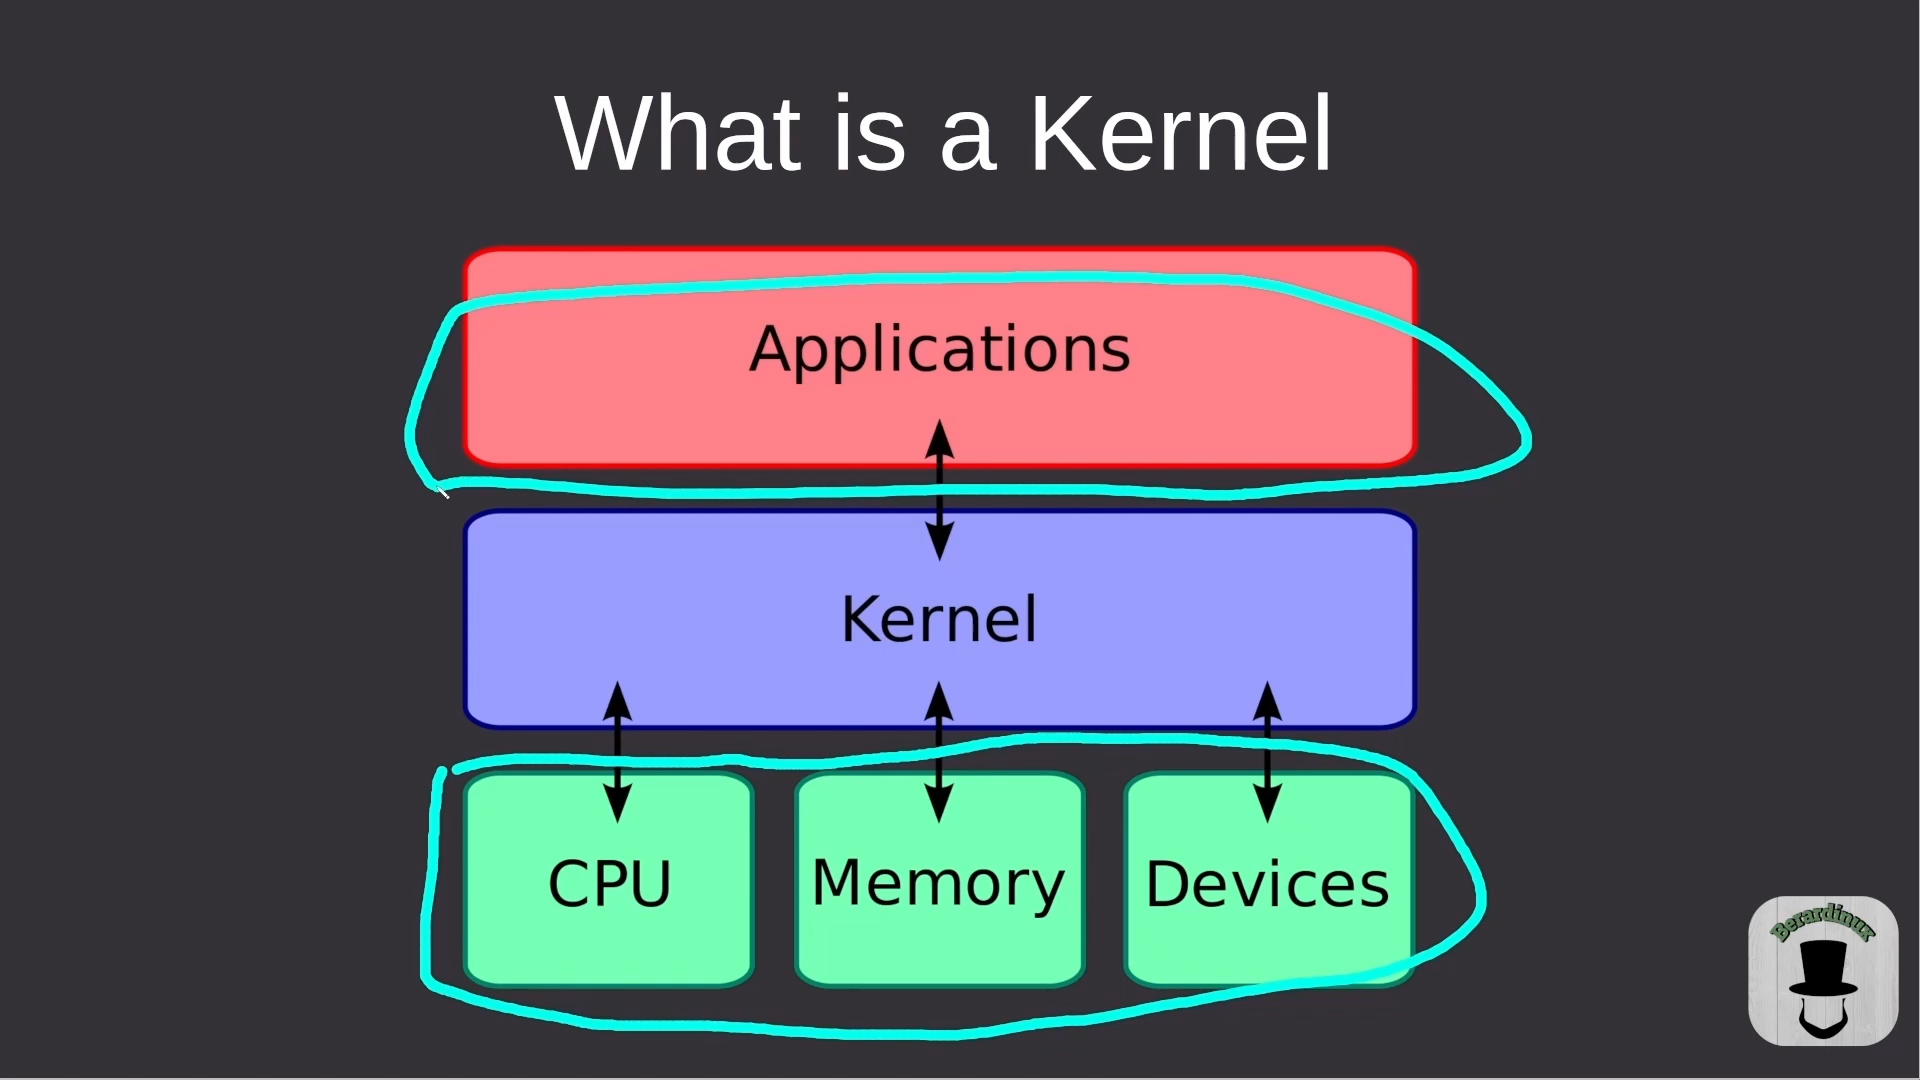 What is a Kernel
Applications
Kernel
CPU
Memory
Devices
Berardinux